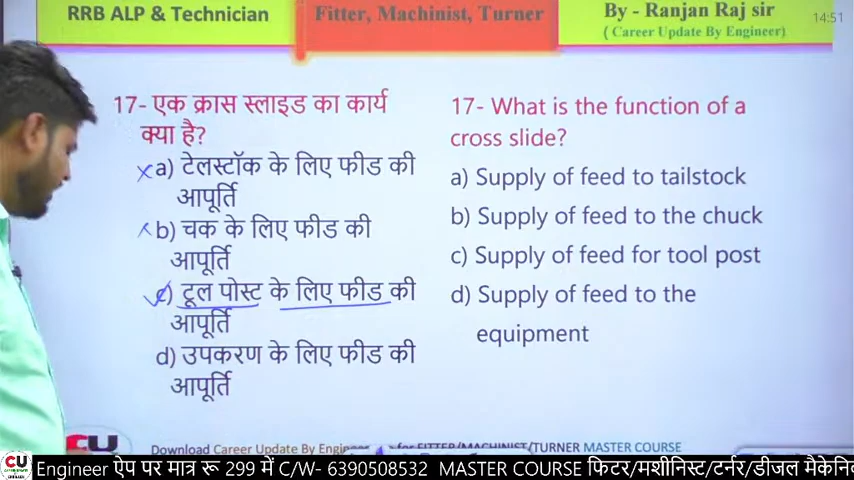 RRB ALP & Technician
Fitter, Machinist, Turner
By - Ranjan Raj sir
( Career Update By Engineer)
14:51
17- एक क्रास स्लाइड का कार्य
क्या है?
a) टेलस्टॉक के लिए फीड की
आपूर्ति
b) चक के लिए फीड की
आपूर्ति
c) टूल पोस्ट के लिए फीड की
आपूर्ति
d) उपकरण के लिए फीड की
आपूर्ति
17- What is the function of a
cross slide?
a) Supply of feed to tailstock
b) Supply of feed to the chuck
c) Supply of feed for tool post
d) Supply of feed to the
equipment
CU
Download Career Update By for FITTER/MACHINIST/TURNER MASTER COURSE
CU
Engineer ऐप पर मात्र रू 299 में C/W- 6390508532 MASTER COURSE फिटर/मशीनिस्ट/टर्नर/डीजल